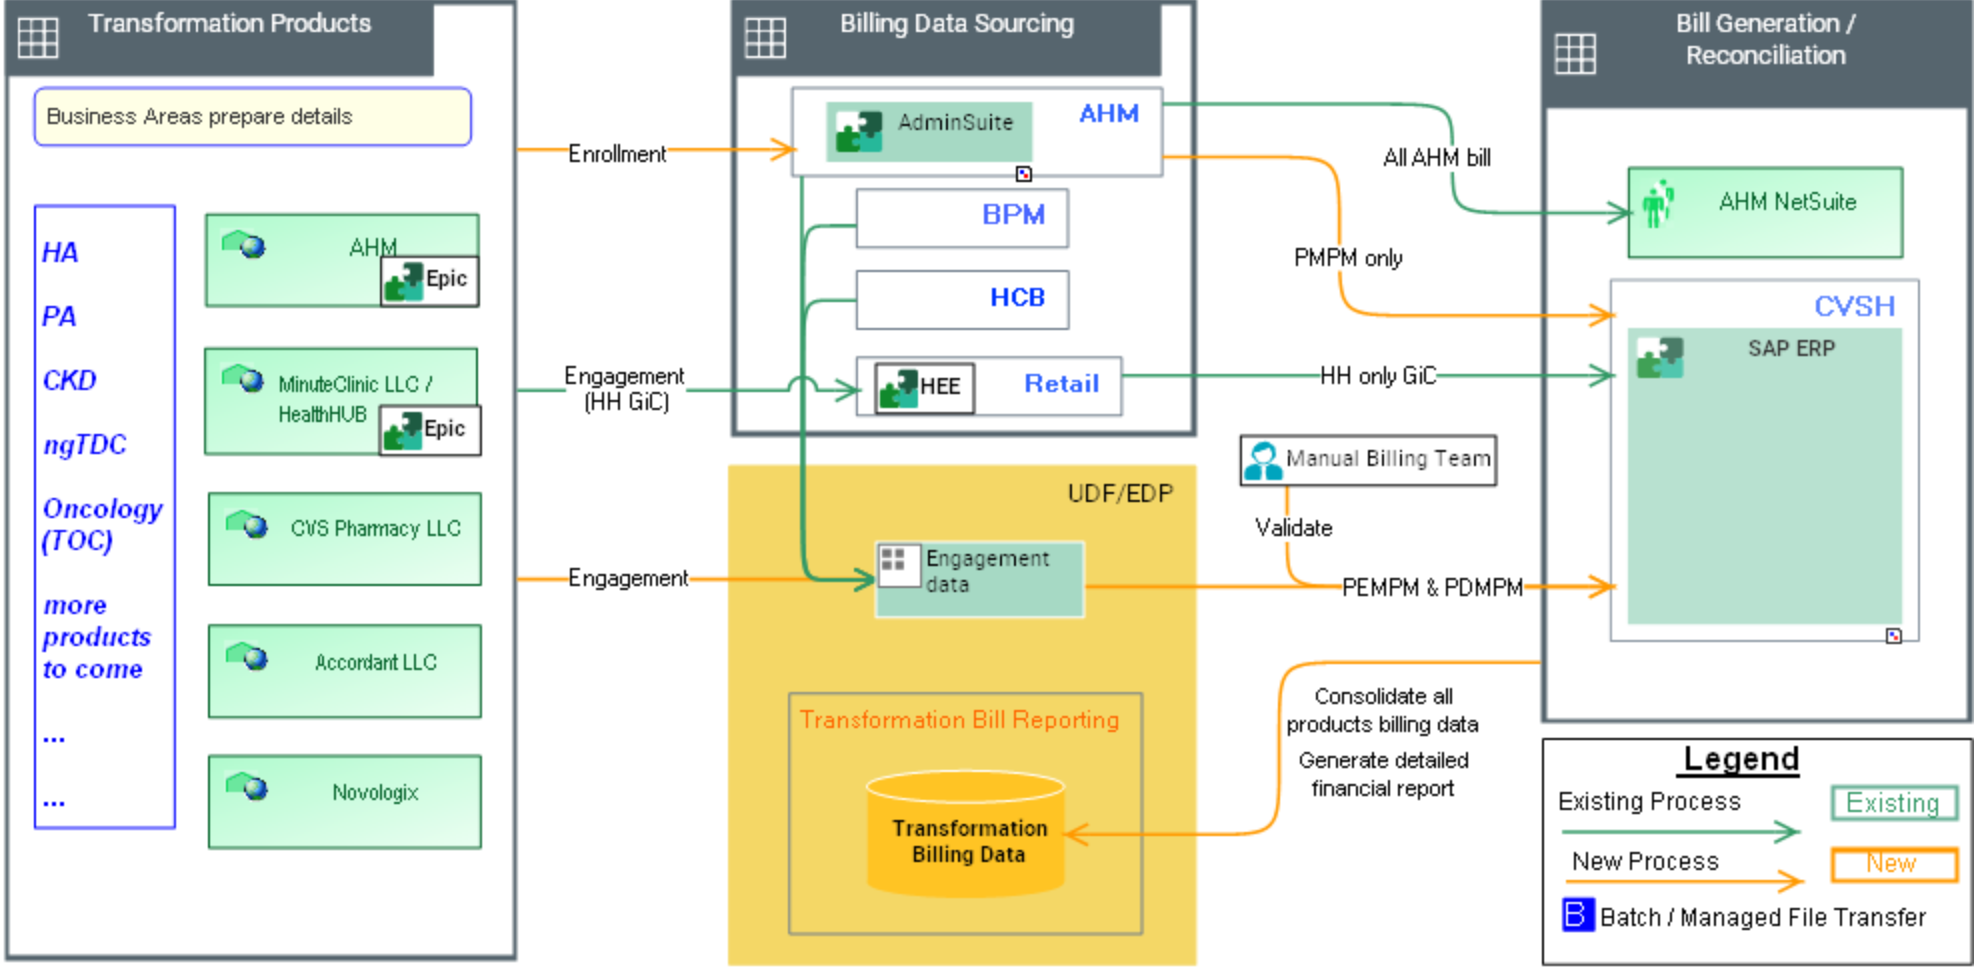 Transformation Products
Business Areas prepare details
HA
PA
CKD
ngTDC
Oncology
(TOC)
more
products
to come
...
...
AHM
Epic
MinuteClinic LLC /
HealthHUB
Epic
CVS Pharmacy LLC
Accordant LLC
Novologix
Enrollment
Engagement
(HH GiC)
Engagement
Billing Data Sourcing
AdminSuite
AHM
BPM
HCB
HEE
Retail
UDF/EDP
Engagement
data
Transformation Bill Reporting
Transformation
Billing Data
All AHM bill
PMPM only
HH only GiC
Manual Billing Team
Validate
PEMPM & PDMPM
Consolidate all
products billing data
Generate detailed
financial report
Bill Generation /
Reconciliation
AHM NetSuite
CVSH
SAP ERP
Legend
Existing Process
Existing
New Process
New
B Batch / Managed File Transfer